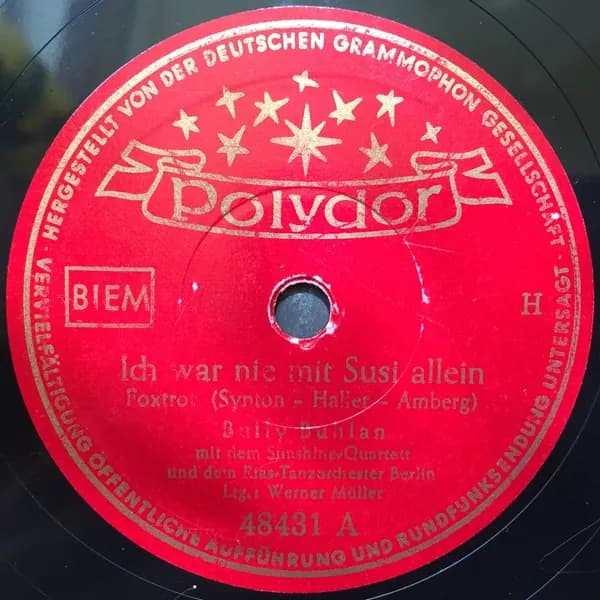 HERGESTELLT VON DER DEUTSCHEN GRAMMOPHON GESELLSCHAFT ·
polydor
BIEM
H
Ich war nie mit Susi allein
Foxtrot (Synton - Haller - Amberg)
Bully Buhlan
mit dem Sunshine-Quartett
und dem Rias-Tanzorchester Berlin
Ltg.: Werner Müller
48431 A
· VERVIELFÄLTIGUNG ÖFFENTLICHE AUFFÜHRUNG UND RUNDFUNKSENDUNG UNTERSAGT ·